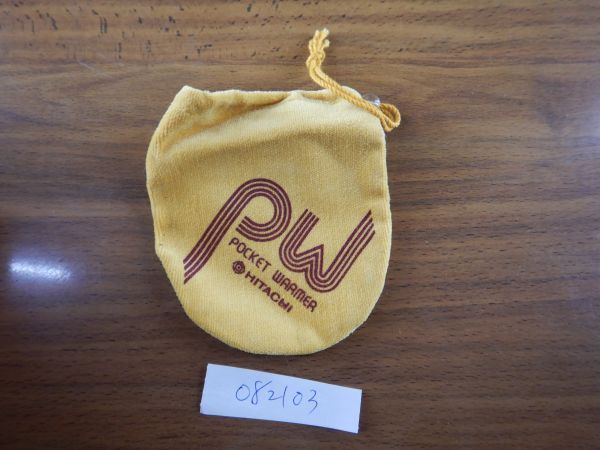 PW
POCKET WARMER
HITACHI
082103